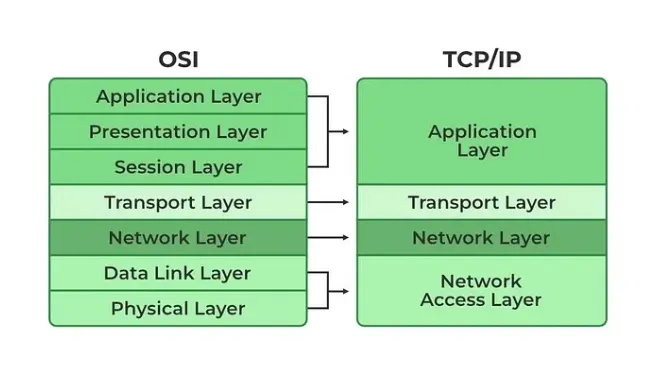 OSI
Application Layer
Presentation Layer
Session Layer
Transport Layer
Network Layer
Data Link Layer
Physical Layer
TCP/IP
Application
Layer
Transport Layer
Network Layer
Network
Access Layer